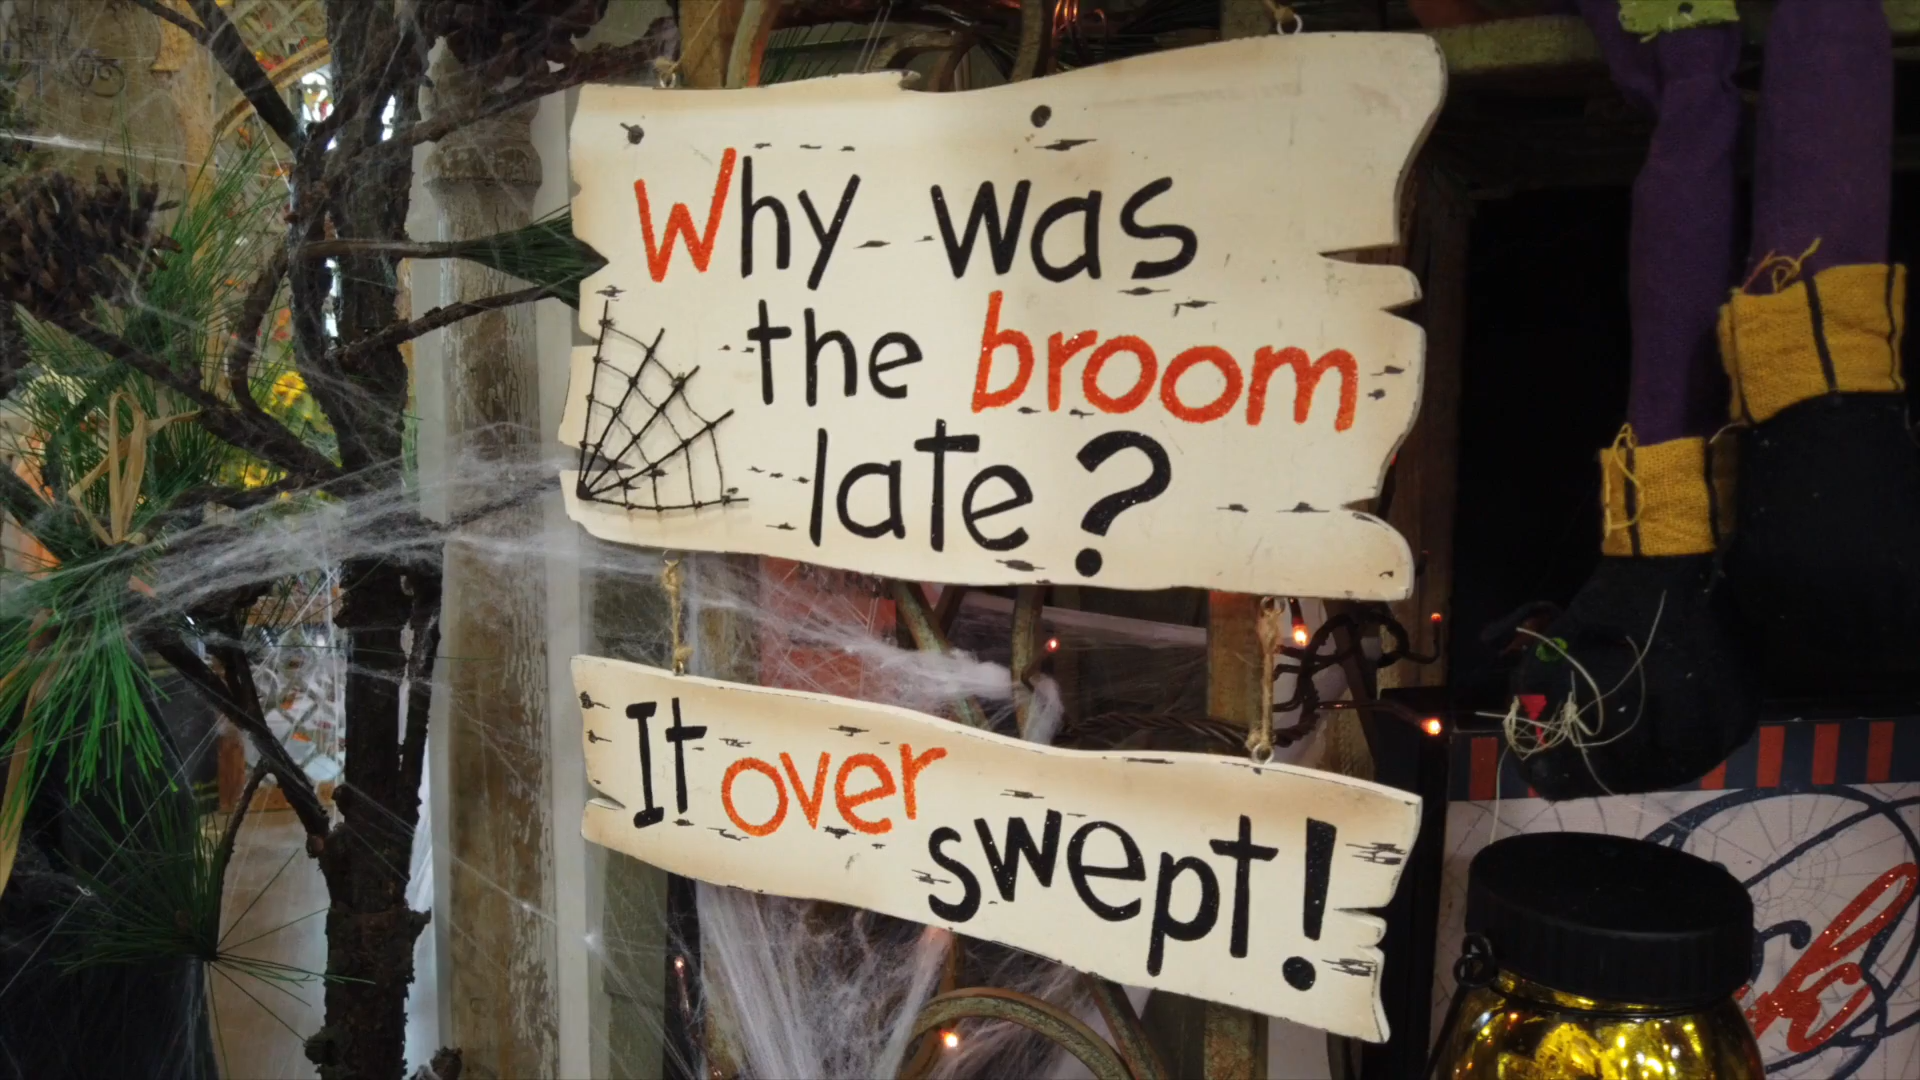 Why was
the broom
late?
It over
swept!